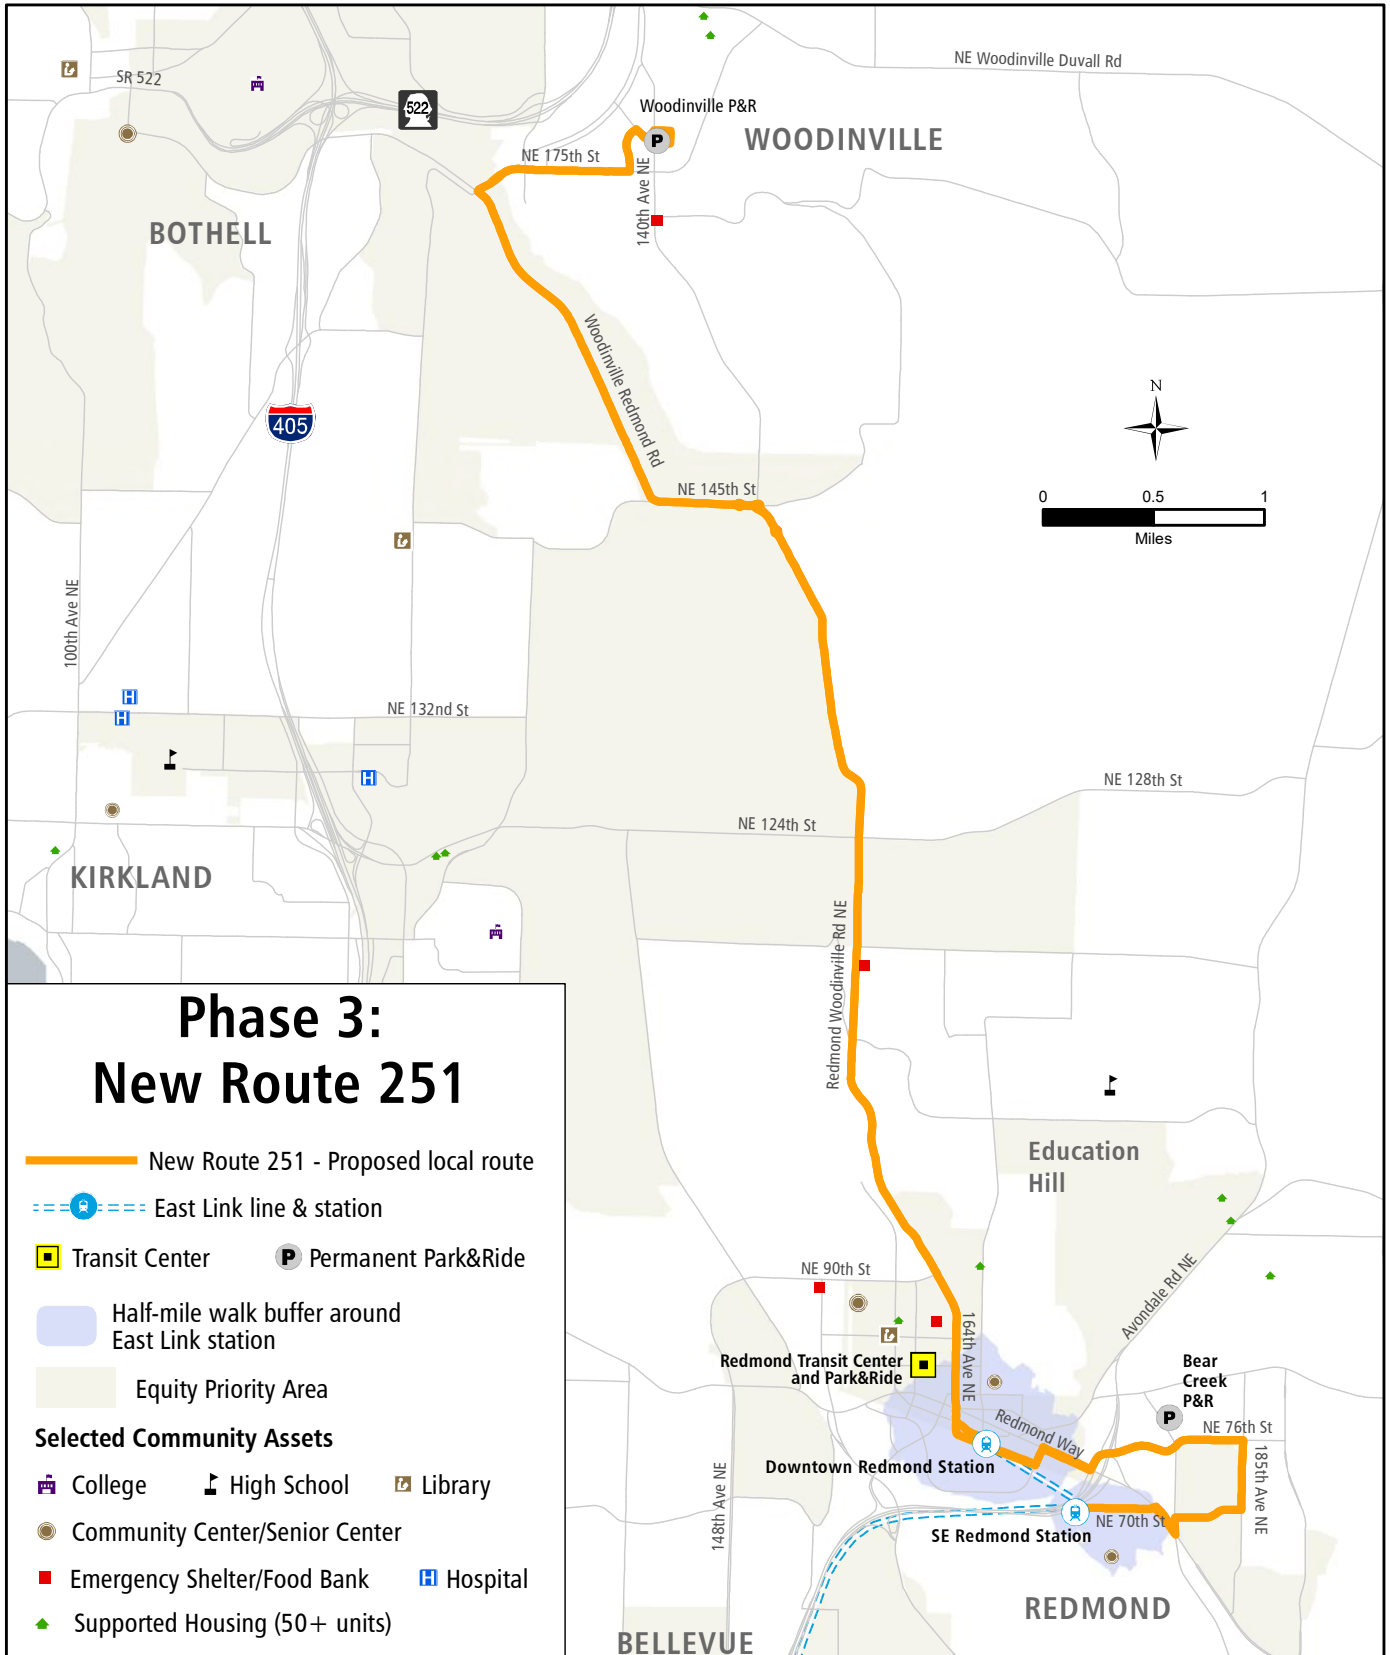 NE Woodinville Duvall Rd
SR 522
522
Woodinville P&R
P
WOODINVILLE
NE 175th St
140th Ave NE
BOTHELL
Woodinville Redmond Rd
405
N
NE 145th St
0 0.5 1
Miles
100th Ave NE
H
H
NE 132nd St
H
NE 128th St
NE 124th St
KIRKLAND
Redmond Woodinville Rd NE
Phase 3:
New Route 251
New Route 251 - Proposed local route
East Link line & station
Transit Center
P Permanent Park&Ride
Half-mile walk buffer around
East Link station
Equity Priority Area
Selected Community Assets
College
High School
Library
Community Center/Senior Center
Emergency Shelter/Food Bank
H Hospital
Supported Housing (50+ units)
Education
Hill
NE 90th St
Avondale Rd NE
164th Ave NE
Redmond Transit Center
and Park&Ride
Bear
Creek
P&R
P
Redmond Way
NE 76th St
185th Ave NE
Downtown Redmond Station
148th Ave NE
NE 70th St
SE Redmond Station
REDMOND
BELLEVUE